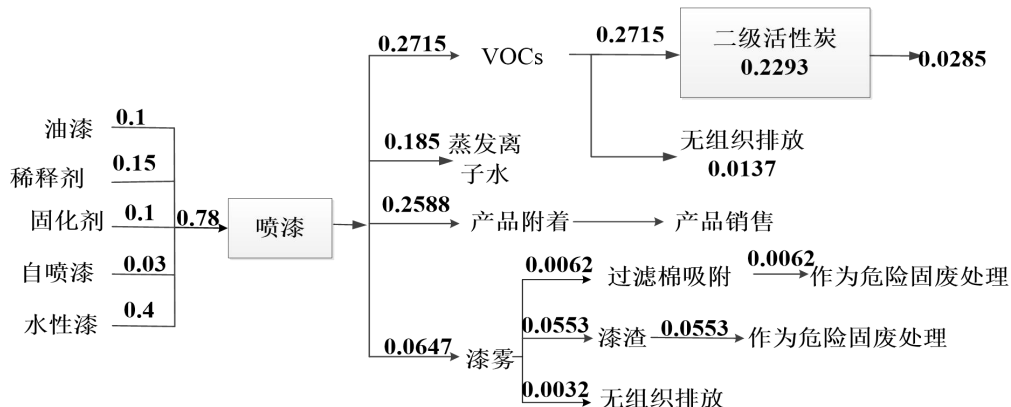 油漆
0.1
稀释剂
0.15
固化剂
0.1
自喷漆
0.03
水性漆
0.4
0.78
喷漆
0.2715
VOCs
0.2715
二级活性炭
0.2293
0.0285
无组织排放
0.0137
0.185
蒸发离
子水
0.2588
产品附着
产品销售
0.0647
漆雾
0.0062
过滤棉吸附
0.0062
作为危险固废处理
0.0553
漆渣
0.0553
作为危险固废处理
0.0032
无组织排放